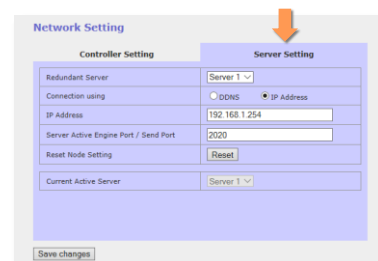 Network Setting
Controller Setting Server Setting
Redundant Server Server 1
Connection using DDNS IP Address
IP Address 192.168.1.254
Server Active Engine Port / Send Port 2020
Reset Node Setting Reset
Current Active Server Server 1
Save changes